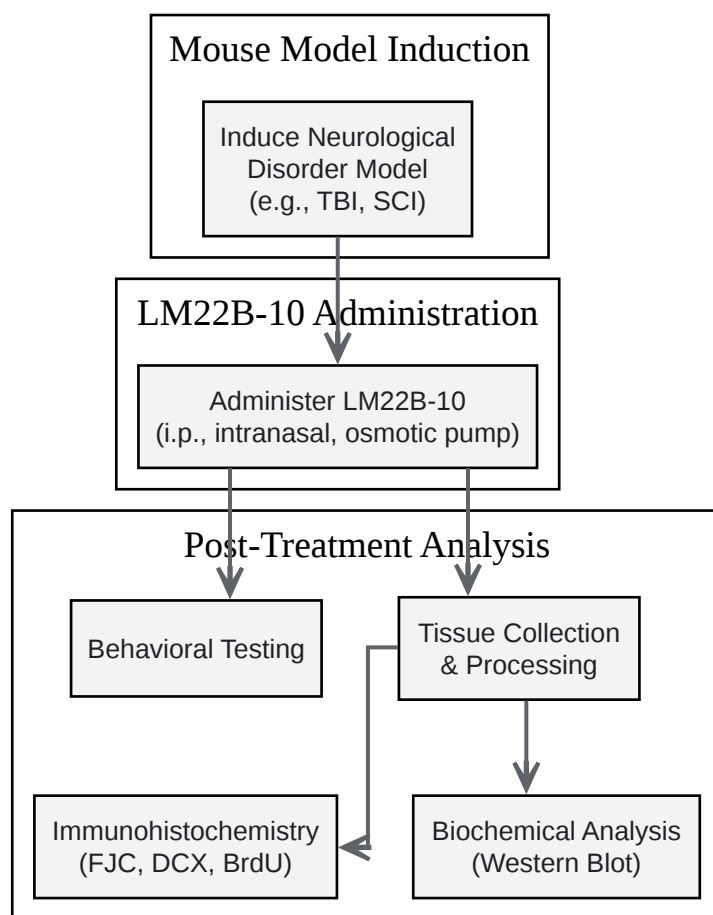 Mouse Model Induction
Induce Neurological
Disorder Model
(e.g., TBI, SCI)
LM22B-10 Administration
Administer LM22B-10
(i.p., intranasal, osmotic pump)
Post-Treatment Analysis
Behavioral Testing
Tissue Collection
& Processing
Immunohistochemistry
(FJC, DCX, BrdU)
Biochemical Analysis
(Western Blot)